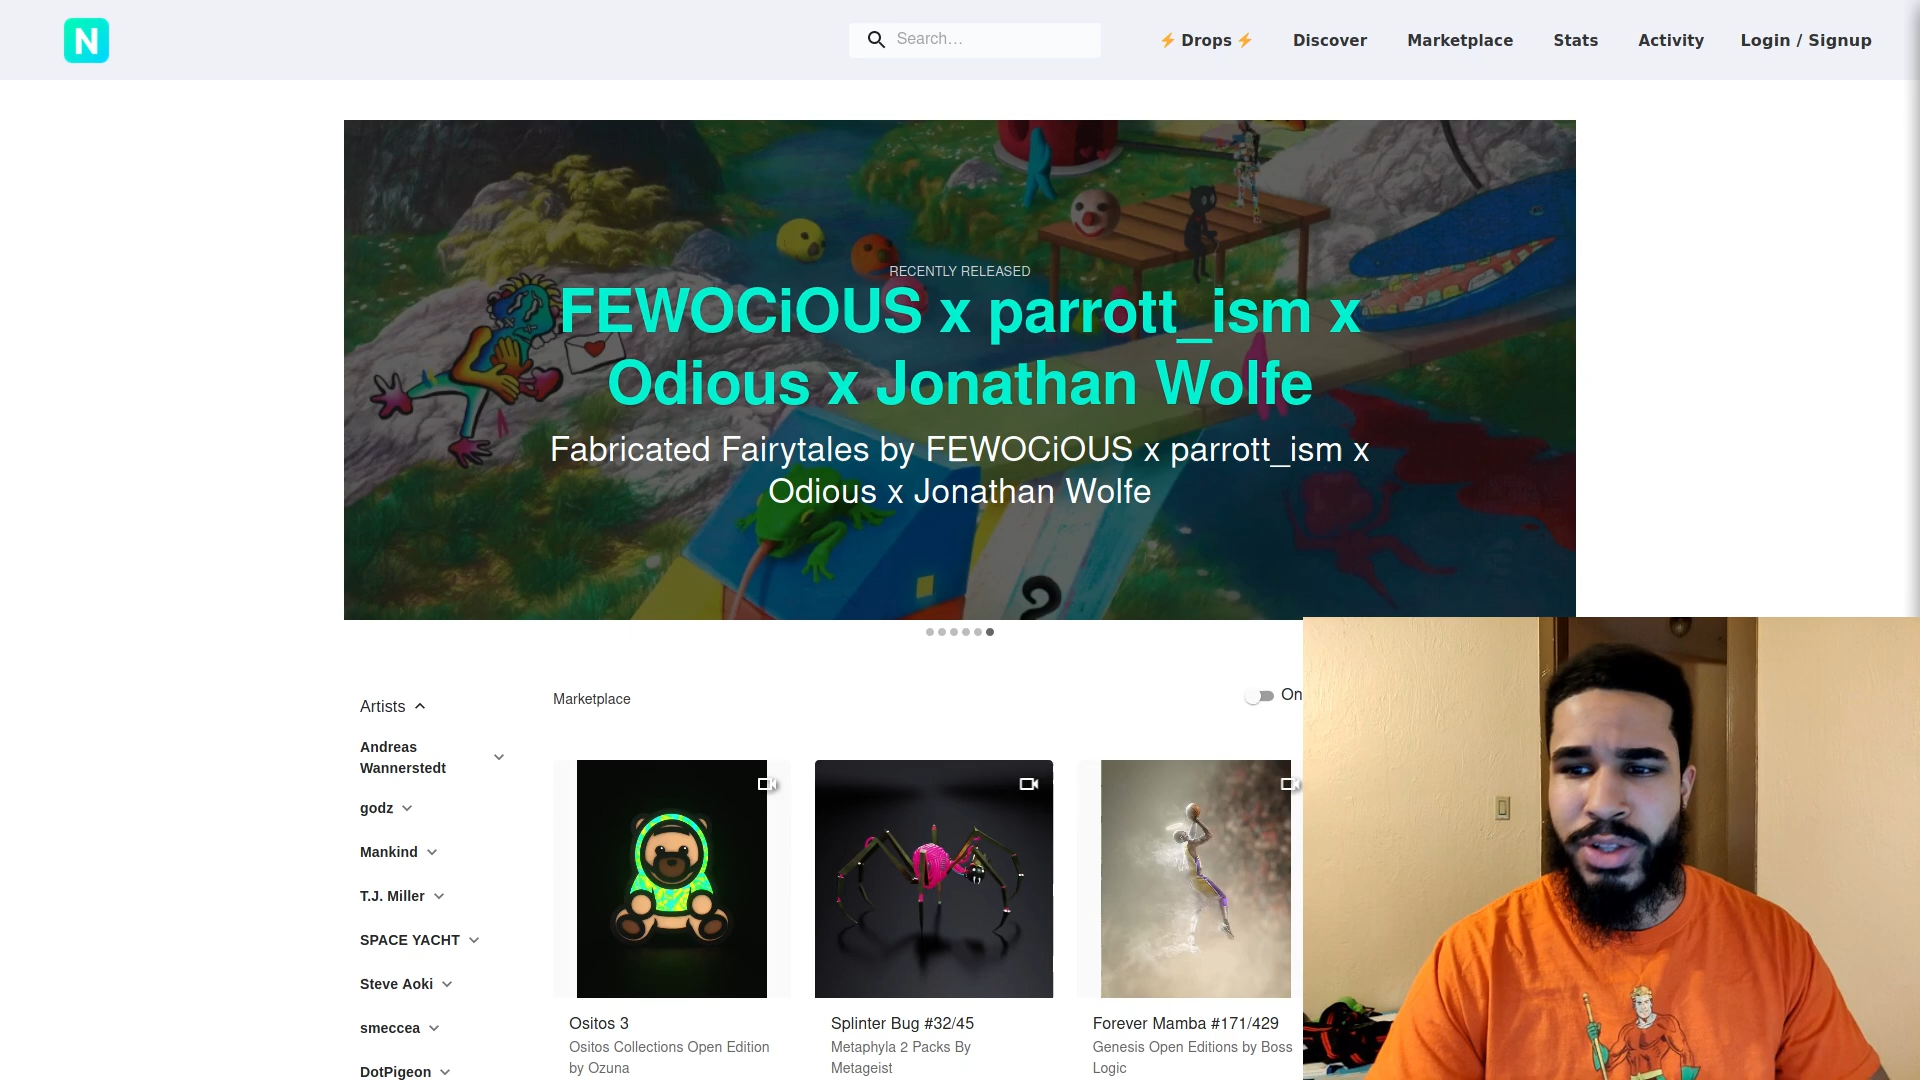 N
Search...
⚡ Drops ⚡
Discover
Marketplace
Stats
Activity
Login / Signup
RECENTLY RELEASED
FEWOCiOUS x parrott_ism x
Odious x Jonathan Wolfe
Fabricated Fairytales by FEWOCiOUS x parrott_ism x
Odious x Jonathan Wolfe
Artists
Andreas
Wannerstedt
godz
Mankind
T.J. Miller
SPACE YACHT
Steve Aoki
smeccea
DotPigeon
Marketplace
On
Ositos 3
Ositos Collections Open Edition
by Ozuna
Splinter Bug #32/45
Metaphyla 2 Packs By
Metageist
Forever Mamba #171/429
Genesis Open Editions by Boss
Logic